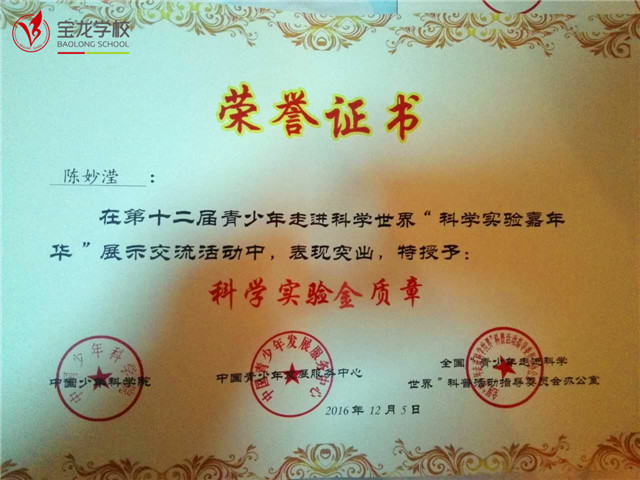 宝龙学校
BAOLONG SCHOOL
荣誉证书
陈妙滢：
在第十二届青少年走进科学世界“科学实验嘉年
华”展示交流活动中，表现突出，特授予：
科学实验金质章
中国少年科学院
中国青少年发展服务中心
全国“青少年走进科学
世界”科普活动指导委员会办公室
2016年12月5日